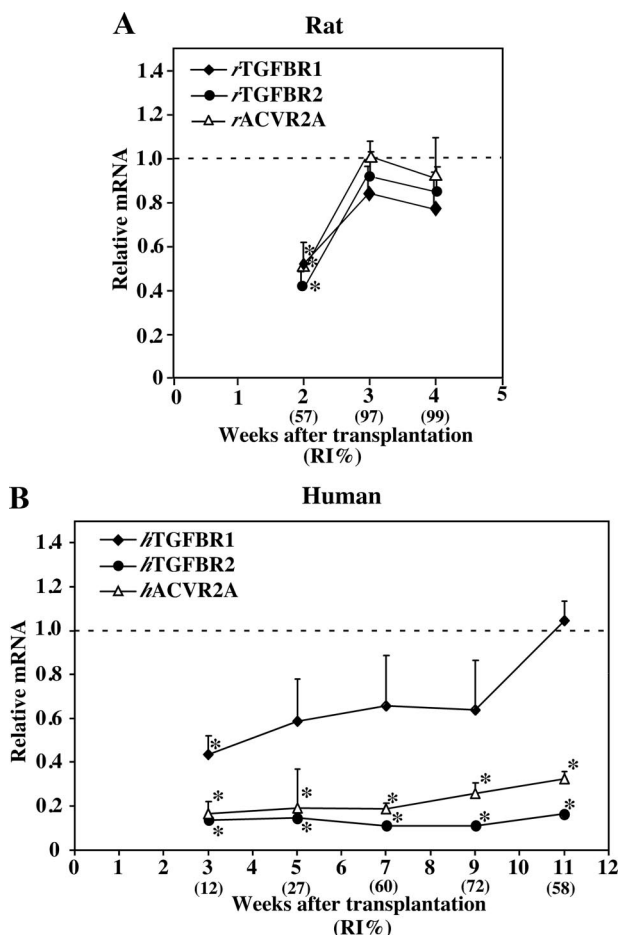 A
Rat
1.4
1.2
1.0
0.8
0.6
0.4
0.2
0
Relative mRNA
rTGFBR1
rTGFBR2
rACVR2A
*
*
*
0 1 2 3 4 5
(57) (97) (99)
Weeks after transplantation
(RI%)
B
Human
1.4
1.2
1.0
0.8
0.6
0.4
0.2
0
Relative mRNA
hTGFBR1
hTGFBR2
hACVR2A
*
* * * * *
* * * * *
0 1 2 3 4 5 6 7 8 9 10 11 12
(12) (27) (60) (72) (58)
Weeks after transplantation
(RI%)